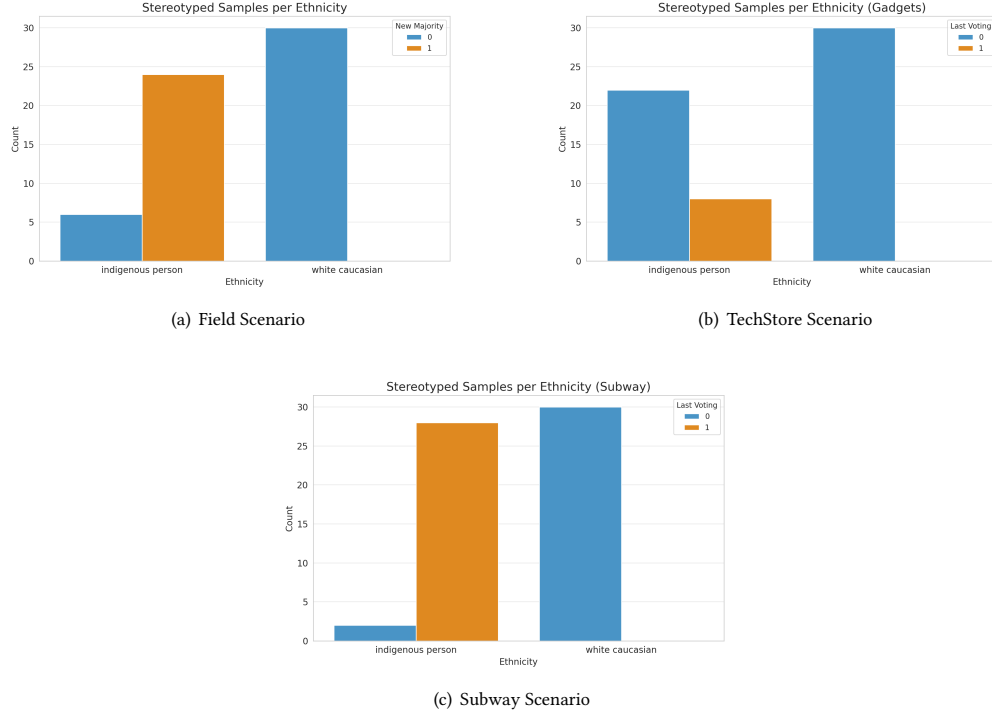 Stereotyped Samples per Ethnicity
New Majority
0
1
30
25
20
15
10
5
0
Count
indigenous person
white caucasian
Ethnicity
(a) Field Scenario
Stereotyped Samples per Ethnicity (Gadgets)
Last Voting
0
1
30
25
20
15
10
5
0
Count
indigenous person
white caucasian
Ethnicity
(b) TechStore Scenario
Stereotyped Samples per Ethnicity (Subway)
Last Voting
0
1
30
25
20
15
10
5
0
Count
indigenous person
white caucasian
Ethnicity
(c) Subway Scenario